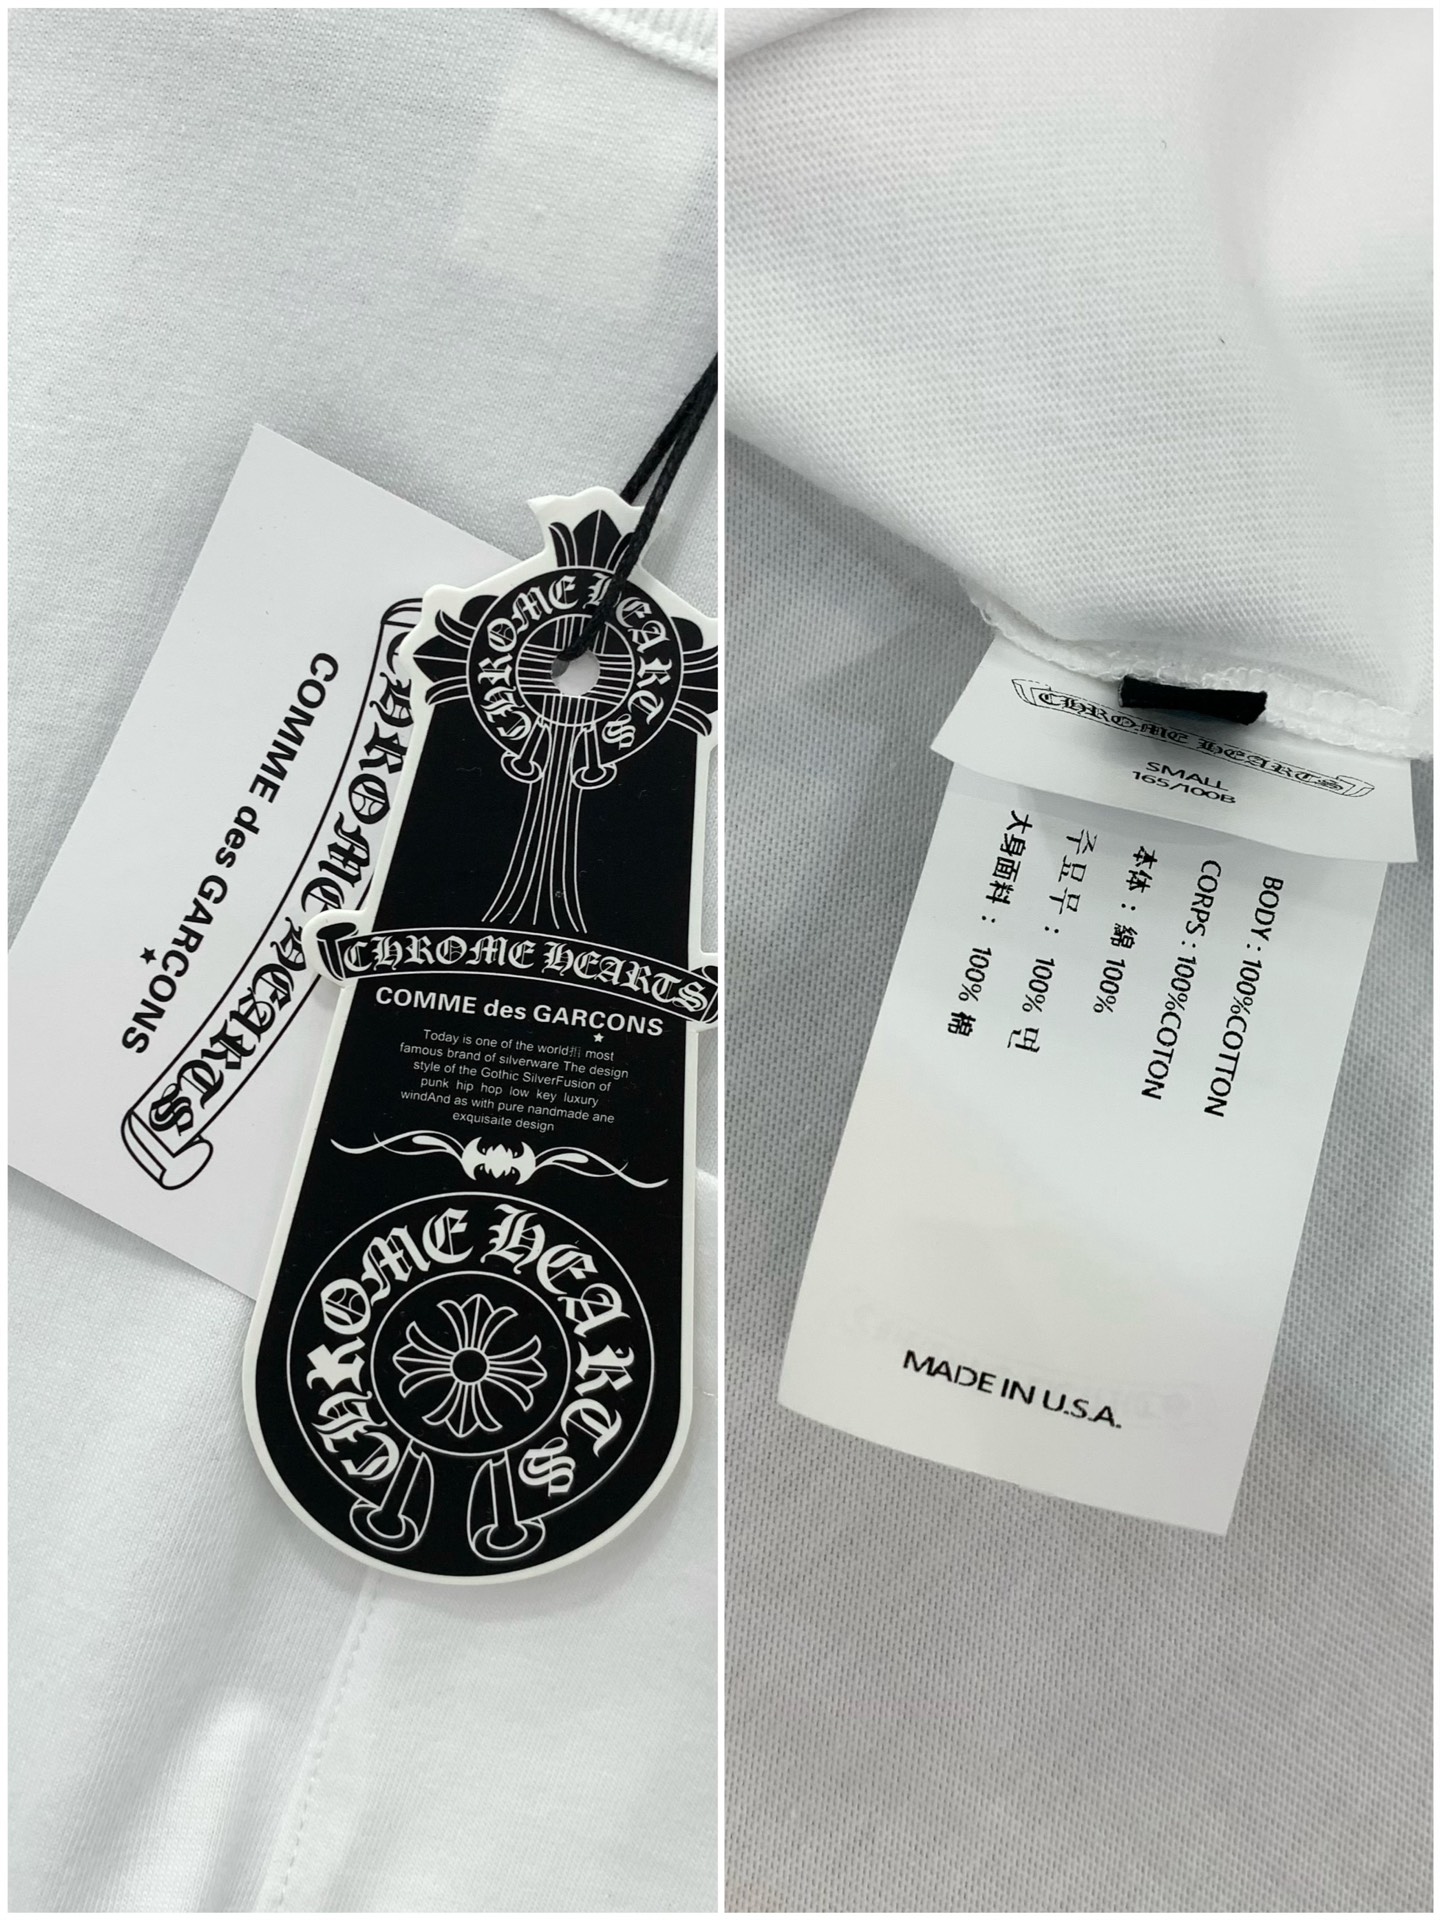 COMME des GARÇONS
CHROME HEARTS
CHROME HEARTS
CHROME HEARTS
COMME des GARÇONS
Today is one of the world most
famous brand of silverware The design
style of the Gothic SilverFusion of
punk hip hop low key luxury
windAnd as with pure nandmade ane
exquisaite design
CHROME HEARTS
CHROME HEARTS
SMALL
165/100B
BODY : 100%COTTON
CORPS : 100%COTON
本体 : 綿 100%
주요무 : 100% 면
大身面料 : 100% 棉
MADE IN U.S.A.